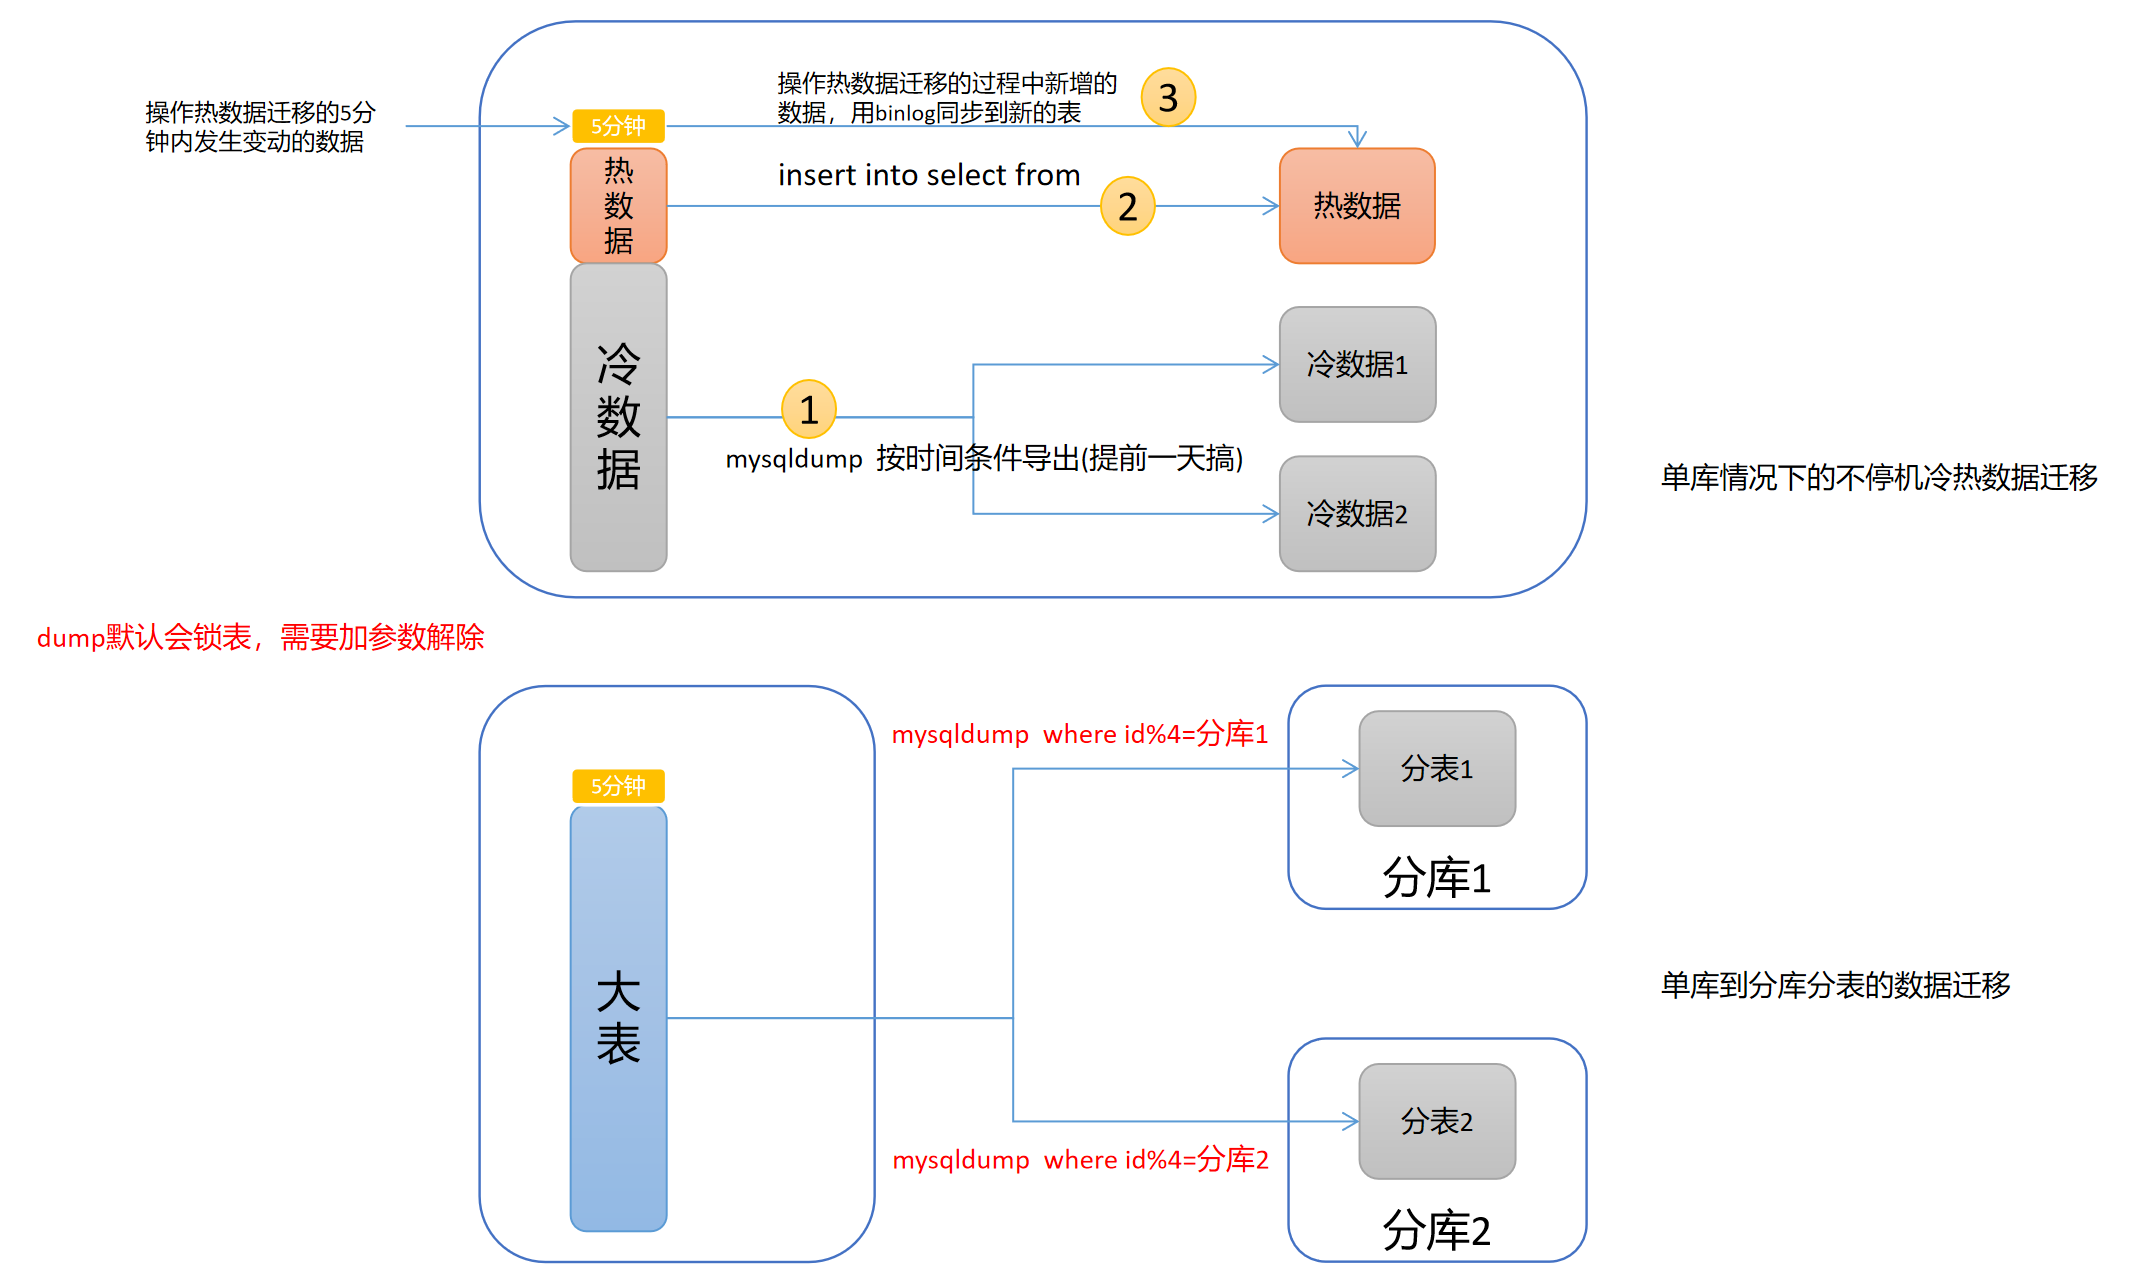 操作热数据迁移的5分
钟内发生变动的数据
5分钟
操作热数据迁移的过程中新增的
数据，用binlog同步到新的表
3
热
数
据
insert into select from
2
热数据
冷
数
据
1
mysqldump 按时间条件导出(提前一天搞)
冷数据1
冷数据2
单库情况下的不停机冷热数据迁移
dump默认会锁表，需要加参数解除
5分钟
大
表
mysqldump where id%4=分库1
分表1
分库1
单库到分库分表的数据迁移
mysqldump where id%4=分库2
分表2
分库2